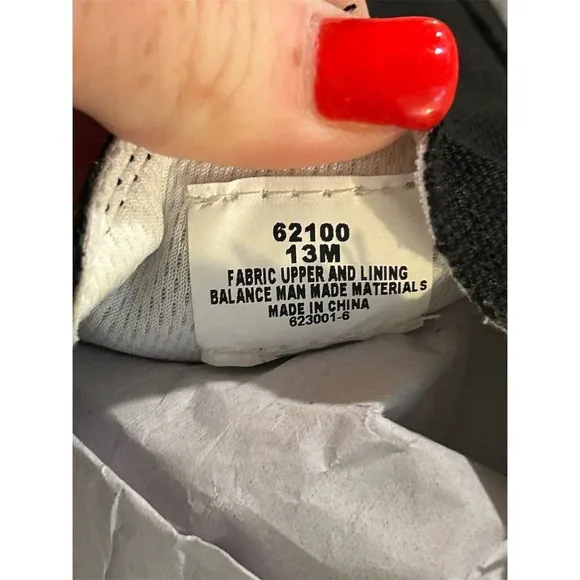 62100
13M
FABRIC UPPER AND LINING
BALANCE MAN MADE MATERIALS
MADE IN CHINA
623001-6